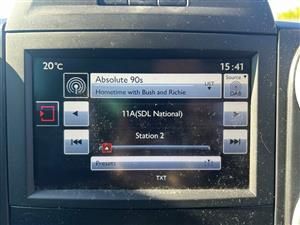 20°C
15:41
Absolute 90s
Hometime with Bush and Richie
LIST
Source
DAB
11A(SDL National)
Station 2
Presets
TXT